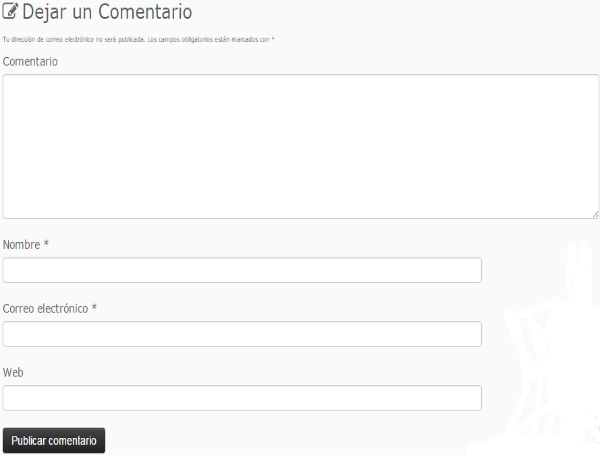 Dejar un Comentario
Tu dirección de correo electrónico no será publicada. Los campos obligatorios están marcados con *
Comentario
Nombre *
Correo electrónico *
Web
Publicar comentario